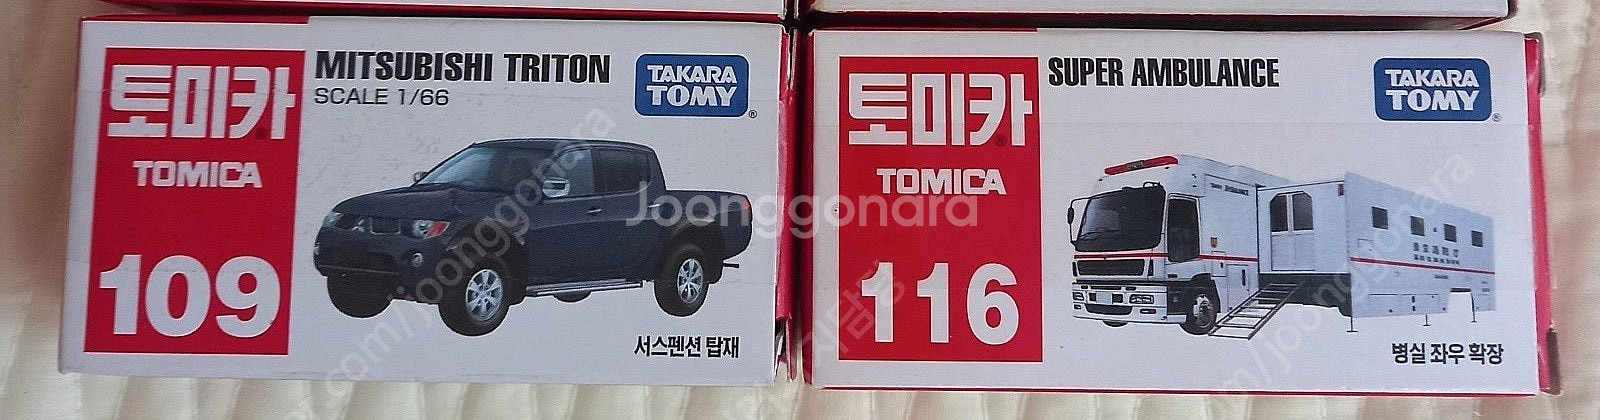 토미카
TOMICA
109
MITSUBISHI TRITON
SCALE 1/66
TAKARA
TOMY
서스펜션 탑재
토미카
TOMICA
116
SUPER AMBULANCE
TAKARA
TOMY
병실 좌우 확장
Joonggonara